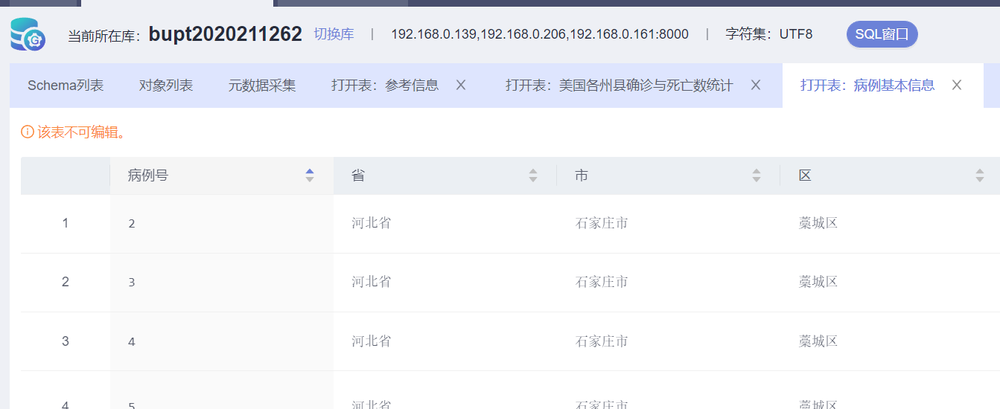 当前所在库：bupt2020211262 切换库 | 192.168.0.139,192.168.0.206,192.168.0.161:8000 | 字符集：UTF8 SQL窗口
Schema列表 对象列表 元数据采集 打开表：参考信息 打开表：美国各州县确诊与死亡数统计 打开表：病例基本信息
该表不可编辑。
病例号 省 市 区
1 2 河北省 石家庄市 藁城区
2 3 河北省 石家庄市 藁城区
3 4 河北省 石家庄市 藁城区
4 5 河北省 石家庄市 藁城区